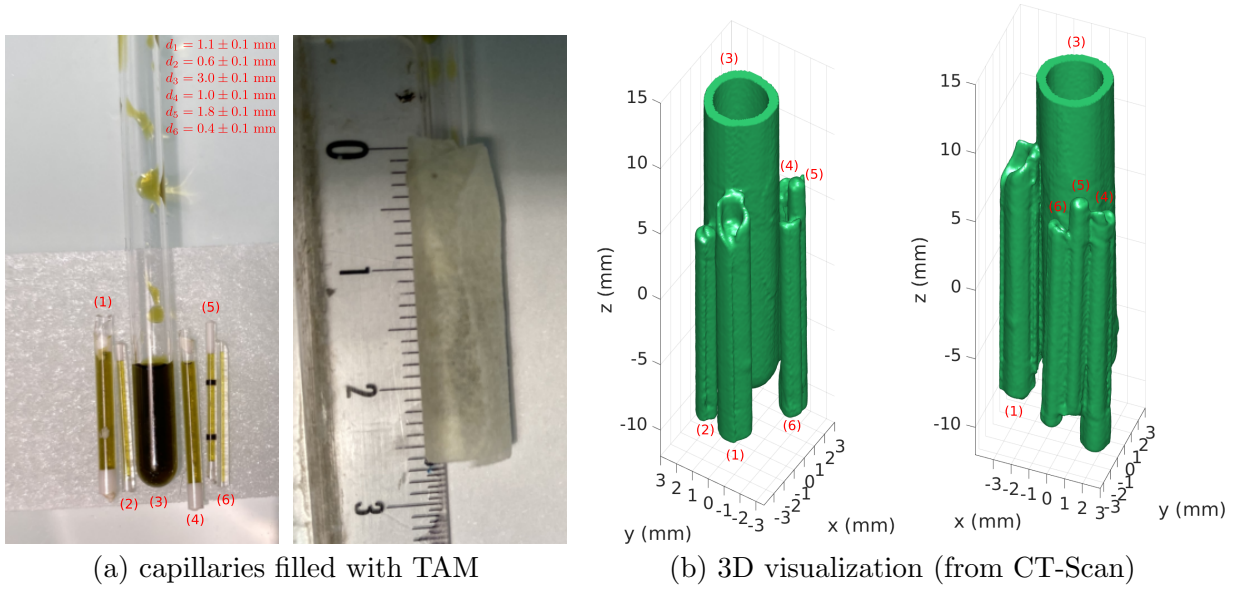 d₁ = 1.1 ± 0.1 mm
d₂ = 0.6 ± 0.1 mm
d₃ = 3.0 ± 0.1 mm
d₄ = 1.0 ± 0.1 mm
d₅ = 1.8 ± 0.1 mm
d₆ = 0.4 ± 0.1 mm
(1)
(5)
(2)
(3)
(6)
(4)
0
1
2
3
(a) capillaries filled with TAM
(3)
(4)
(5)
(2)
(6)
(1)
15
10
5
0
-5
-10
z (mm)
3 2 1 0 -1 -2 -3
y (mm)
-3 -2 -1 0 1 2 3
x (mm)
(3)
(5)
(6)
(4)
(1)
15
10
5
0
-5
-10
z (mm)
-3 -2 -1 0 1 2 3
x (mm)
-3 -2 -1 0 1 2 3
y (mm)
(b) 3D visualization (from CT-Scan)